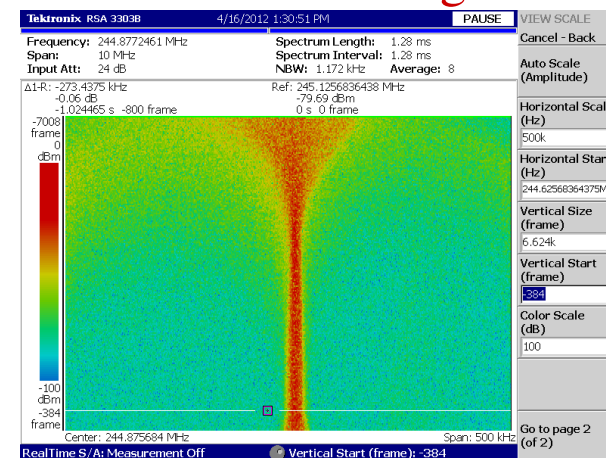 Tektronix RSA 3303B 4/16/2012 1:30:51 PM PAUSE
Frequency: 244.8772461 MHz Spectrum Length: 1.28 ms
Span: 10 MHz Spectrum Interval: 1.28 ms
Input Att: 24 dB NBW: 1.172 kHz Average: 8
Δ1-R: -273.4375 kHz Ref: 245.1256836438 MHz
-0.06 dB -79.69 dBm
-1.024465 s -800 frame 0 s 0 frame
-7008
frame
0
dBm
-100
dBm
-384
frame
Center: 244.875684 MHz Span: 500 kHz
RealTime S/A: Measurement Off Vertical Start (frame): -384
VIEW SCALE
Cancel - Back
Auto Scale
(Amplitude)
Horizontal Scal
(Hz)
500k
Horizontal Star
(Hz)
244.62568364375M
Vertical Size
(frame)
6.624k
Vertical Start
(frame)
-384
Color Scale
(dB)
100
Go to page 2
(of 2)